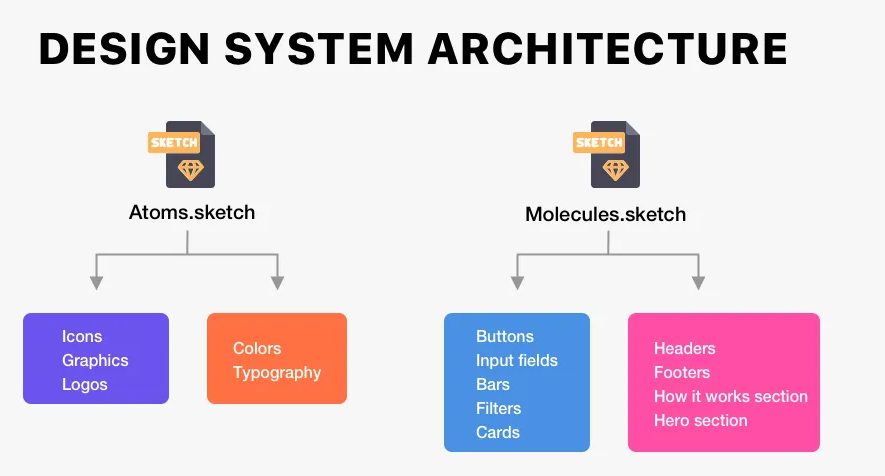 DESIGN SYSTEM ARCHITECTURE
SKETCH
Atoms.sketch
Icons
Graphics
Logos
Colors
Typography
SKETCH
Molecules.sketch
Buttons
Input fields
Bars
Filters
Cards
Headers
Footers
How it works section
Hero section